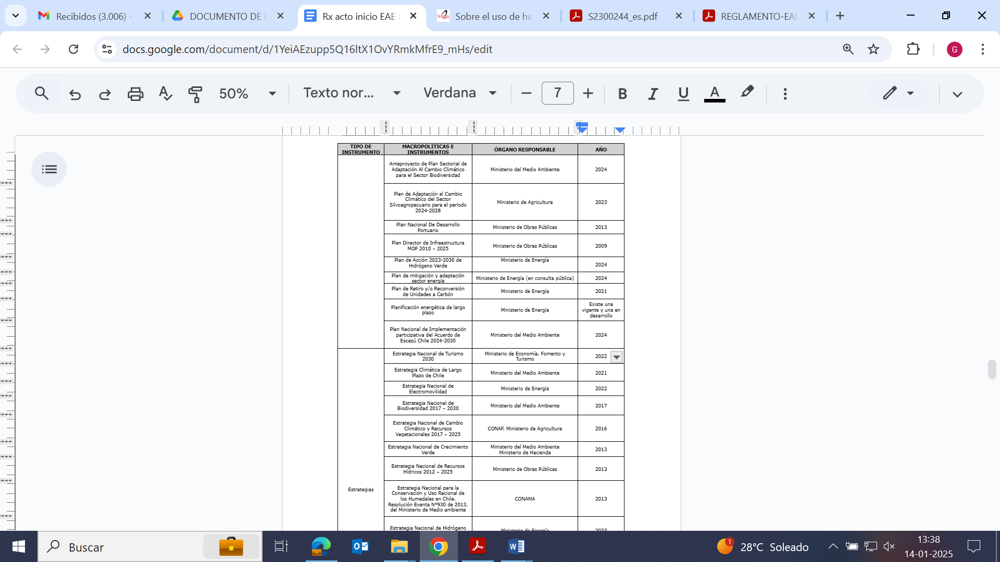 Recibidos (3.006) -
DOCUMENTO DE
Rx acto inicio EAE
Sobre el uso de he
S2300244_es.pdf
REGLAMENTO-EAE
docs.google.com/document/d/1YeiAEzupp5Q16ltX1OvYRmkMfrE9_mHs/edit
G
50%
Texto nor...
Verdana
7
B
I
U
A
TIPO DE
INSTRUMENTO
MACROPOLÍTICAS E
INSTRUMENTOS
ÓRGANO RESPONSABLE
AÑO
Anteproyecto de Plan Sectorial de
Adaptación Al Cambio Climático
para el Sector Biodiversidad
Ministerio del Medio Ambiente
2024
Plan de Adaptación al Cambio
Climático del Sector
Silvoagropecuario para el período
2024-2028
Ministerio de Agricultura
2023
Plan Nacional De Desarrollo
Portuario
Ministerio de Obras Públicas
2013
Plan Director de Infraestructura
MOP 2010 – 2025
Ministerio de Obras Públicas
2009
Plan de Acción 2023-2030 de
Hidrógeno Verde
Ministerio de Energía
2024
Plan de mitigación y adaptación
sector energía
Ministerio de Energía (en consulta pública)
2024
Plan de Retiro y/o Reconversión
de Unidades a Carbón
Ministerio de Energía
2021
Planificación energética de largo
plazo
Ministerio de Energía
Existe una
vigente y una en
desarrollo
Plan Nacional de Implementación
participativa del Acuerdo de
Escazú Chile 2024-2030
Ministerio del Medio Ambiente
2024
Estrategias
Estrategia Nacional de Turismo
2030
Ministerio de Economía, Fomento y
Turismo
2022
Estrategia Climática de Largo
Plazo de Chile
Ministerio del Medio Ambiente
2021
Estrategia Nacional de
Electromovilidad
Ministerio de Energía
2022
Estrategia Nacional de
Biodiversidad 2017 – 2030
Ministerio del Medio Ambiente
2017
Estrategia Nacional de Cambio
Climático y Recursos
Vegetacionales 2017 – 2025
CONAF, Ministerio de Agricultura
2016
Estrategia Nacional de Crecimiento
Verde
Ministerio del Medio Ambiente
Ministerio de Hacienda
2013
Estrategia Nacional de Recursos
Hídricos 2012 – 2025
Ministerio de Obras Públicas
2013
Estrategia Nacional para la
Conservación y Uso Racional de
los Humedales en Chile.
Resolución Exenta Nº930 de 2013,
del Ministerio de Medio ambiente
CONAMA
2013
Estrategia Nacional de Hidrógeno
Ministerio de Energía
Buscar
1
28°C Soleado
13:38
14-01-2025